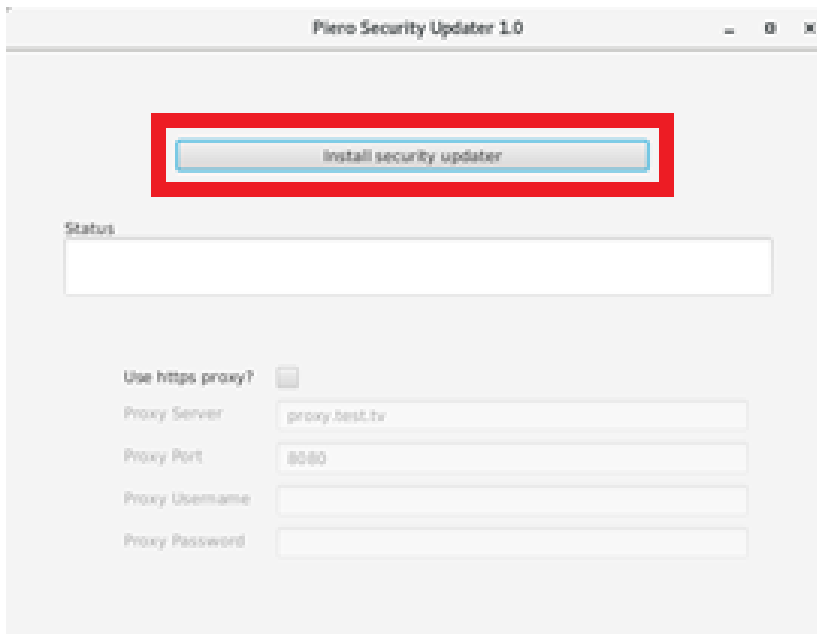 Piero Security Updater 1.0
Install security updater
Status
Use https proxy?
Proxy Server proxy.test.tv
Proxy Port 8080
Proxy Username
Proxy Password